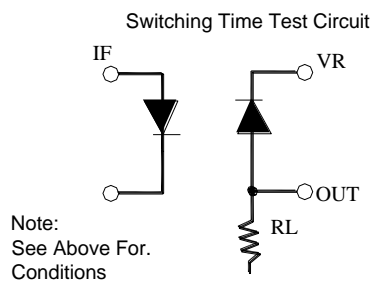 Switching Time Test Circuit
IF
VR
OUT
RL
Note:
See Above For.
Conditions